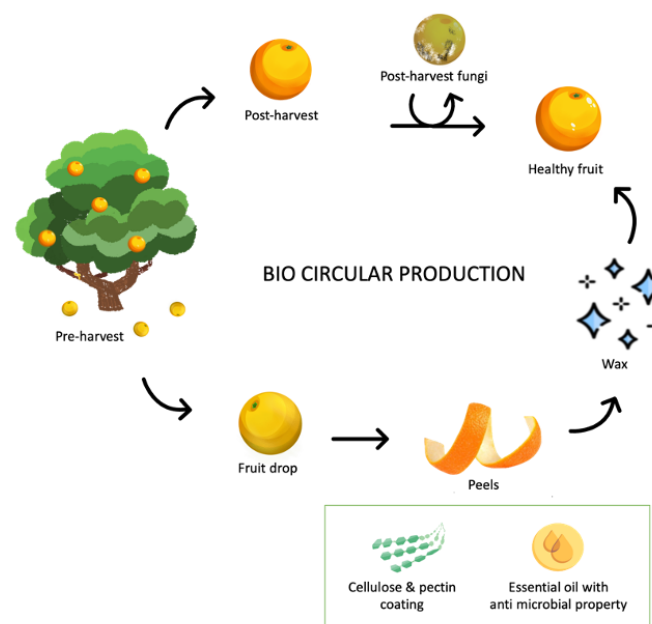 Post-harvest fungi
Post-harvest
Healthy fruit
BIO CIRCULAR PRODUCTION
Pre-harvest
Wax
Fruit drop
Peels
Cellulose & pectin
coating
Essential oil with
anti microbial property